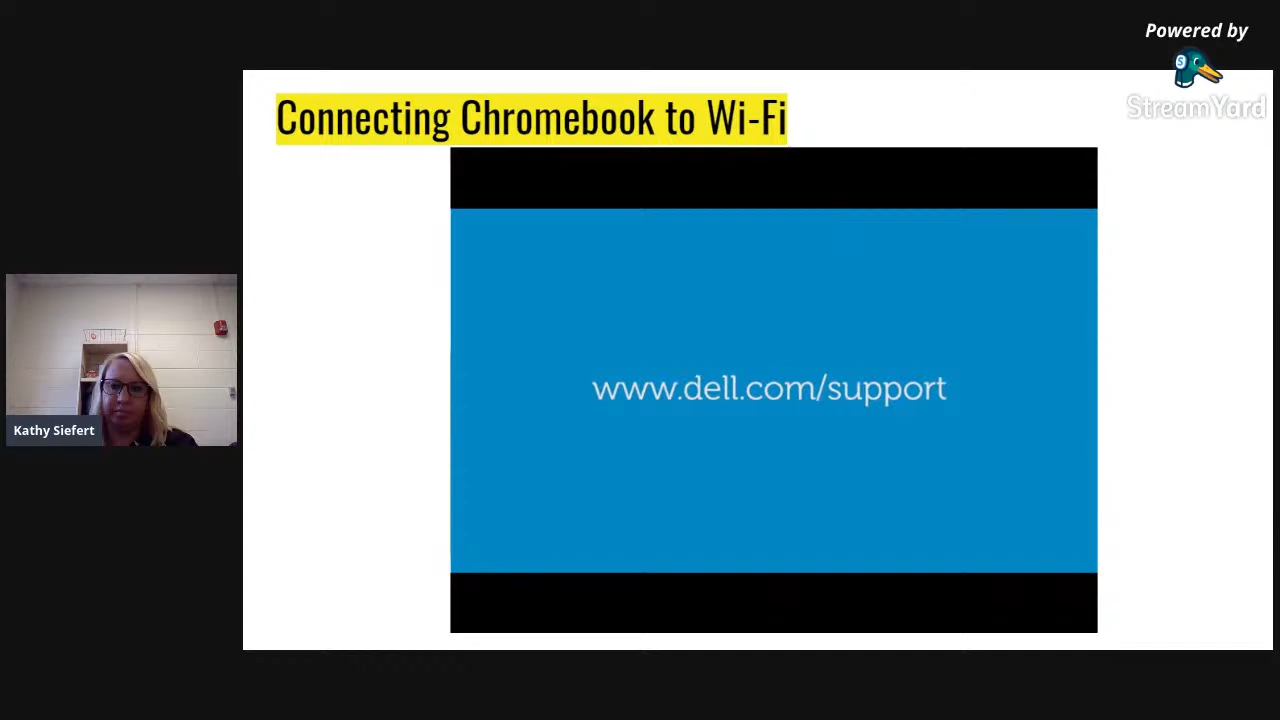 Powered by
StreamYard
Connecting Chromebook to Wi-Fi
www.dell.com/support
Kathy Siefert